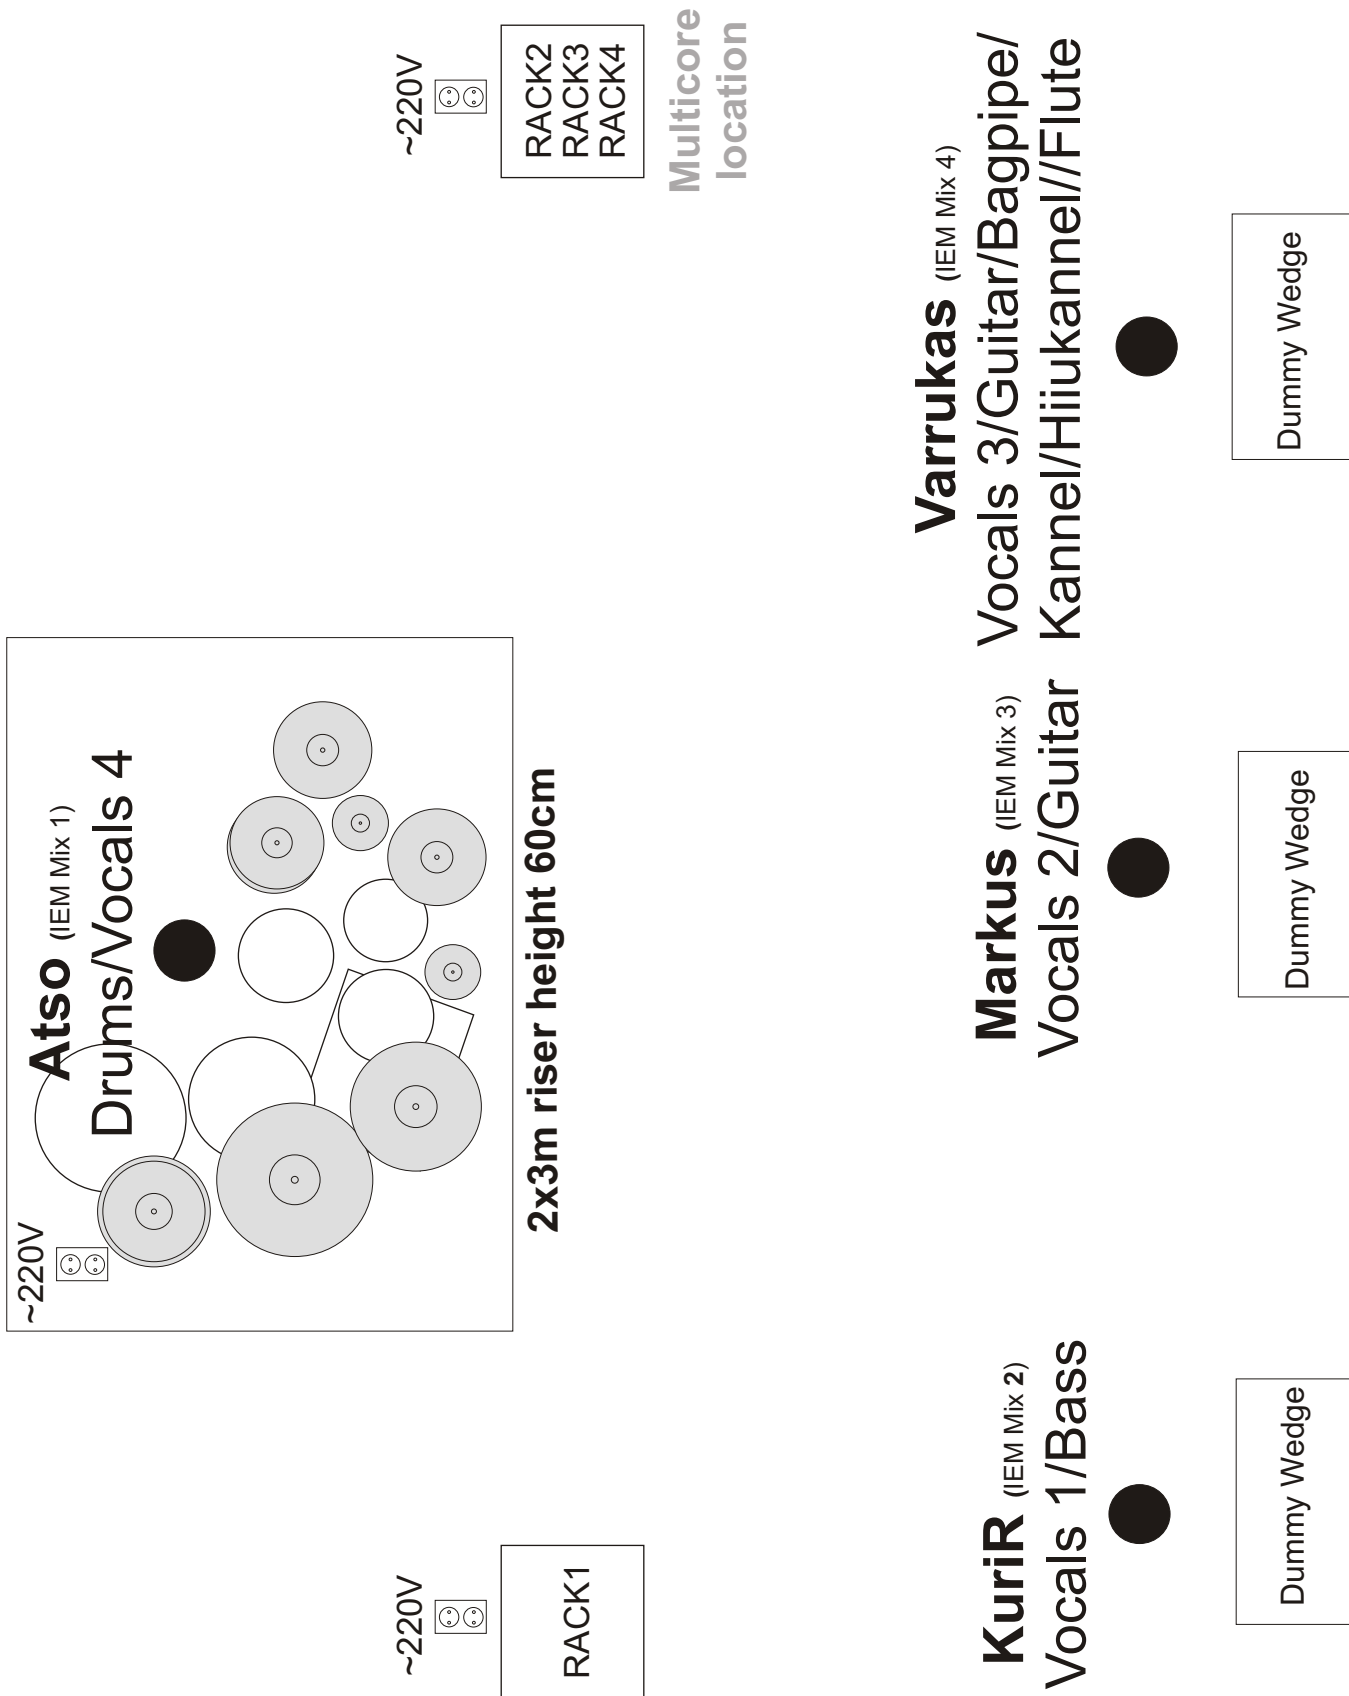 ~220V
Atso (IEM Mix 1)
Drums/Vocals 4
2x3m riser height 60cm
~220V
RACK1
~220V
RACK2
RACK3
RACK4
Multicore
location
KuriR (IEM Mix 2)
Vocals 1/Bass
Dummy Wedge
Markus (IEM Mix 3)
Vocals 2/Guitar
Dummy Wedge
Varrukas (IEM Mix 4)
Vocals 3/Guitar/Bagpipe/
Kannel/Hiiukannel//Flute
Dummy Wedge